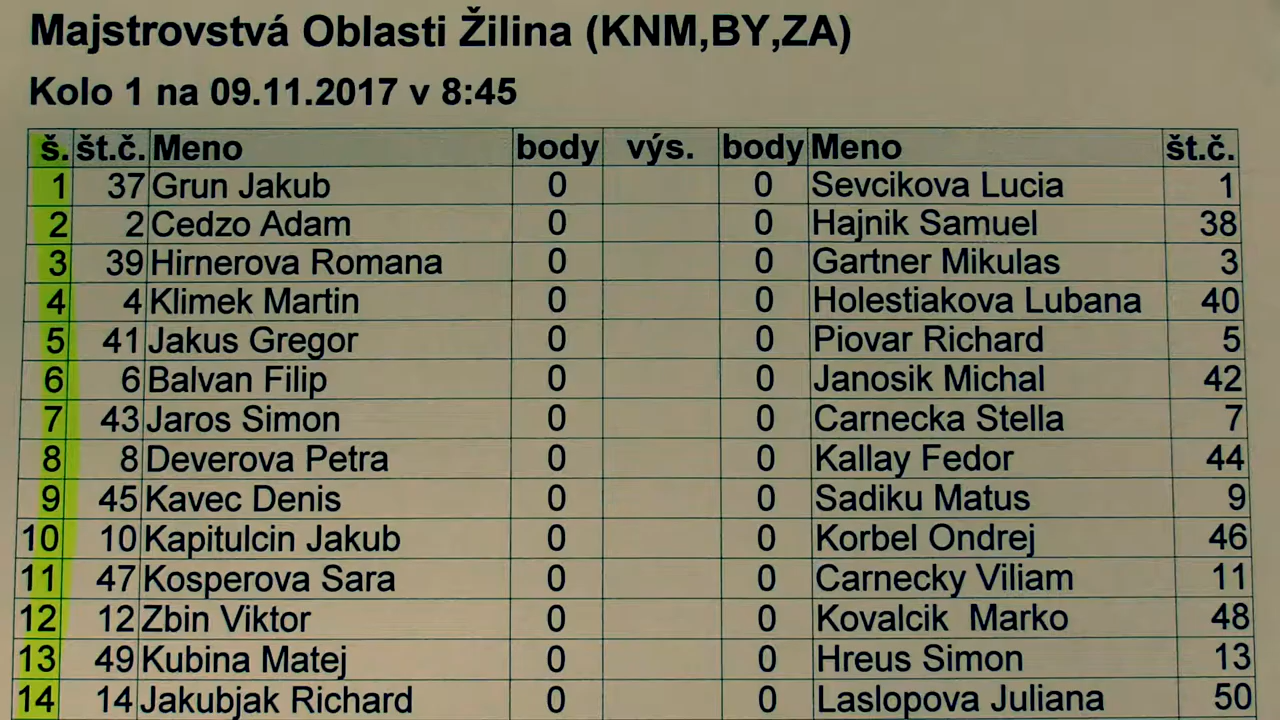 Majstrovstvá Oblasti Žilina (KNM,BY,ZA)
Kolo 1 na 09.11.2017 v 8:45
š. št.č. Meno body výs. body Meno št.č.
1 37 Grun Jakub 0 0 Sevcikova Lucia 1
2 2 Cedzo Adam 0 0 Hajnik Samuel 38
3 39 Hirnerova Romana 0 0 Gartner Mikulas 3
4 4 Klimek Martin 0 0 Holestiakova Lubana 40
5 41 Jakus Gregor 0 0 Piovar Richard 5
6 6 Balvan Filip 0 0 Janosik Michal 42
7 43 Jaros Simon 0 0 Carnecka Stella 7
8 8 Deverova Petra 0 0 Kallay Fedor 44
9 45 Kavec Denis 0 0 Sadiku Matus 9
10 10 Kapitulcin Jakub 0 0 Korbel Ondrej 46
11 47 Kosperova Sara 0 0 Carnecky Viliam 11
12 12 Zbin Viktor 0 0 Kovalcik Marko 48
13 49 Kubina Matej 0 0 Hreus Simon 13
14 14 Jakubjak Richard 0 0 Laslopova Juliana 50